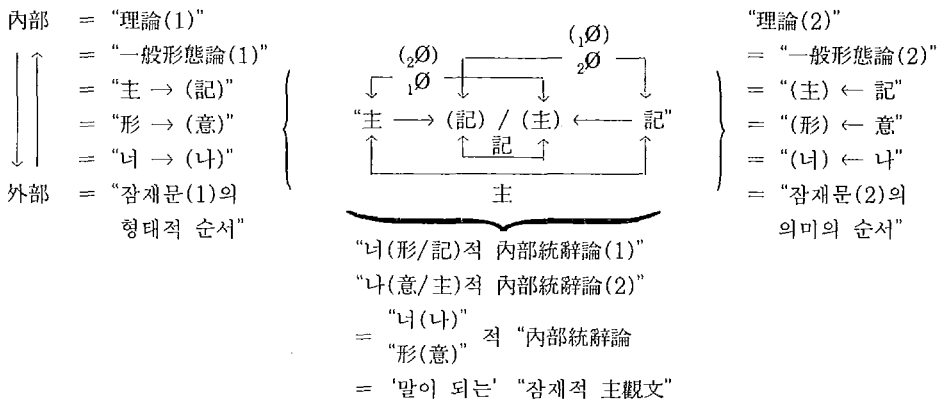 內部 = “理論(1)”
= “一般形態論(1)”
= “主 → (記)”
= “形 → (意)”
= “너 → (나)”
外部 = “잠재문(1)의
형태적 순서”
(₂Ø)
₁Ø
(₁Ø)
₂Ø
“主 ⟶ (記) / (主) ⟵ 記”
記
主
“理論(2)”
= “一般形態論(2)”
= “(主) ← 記”
= “(形) ← 意”
= “(너) ← 나”
= “잠재문(2)의
의미의 순서”
“너(形/記)적 內部統辭論(1)”
“나(意/主)적 內部統辭論(2)”
= “너(나)” “形(意)” 적 “內部統辭論
= '말이 되는' “잠재적 主觀文”